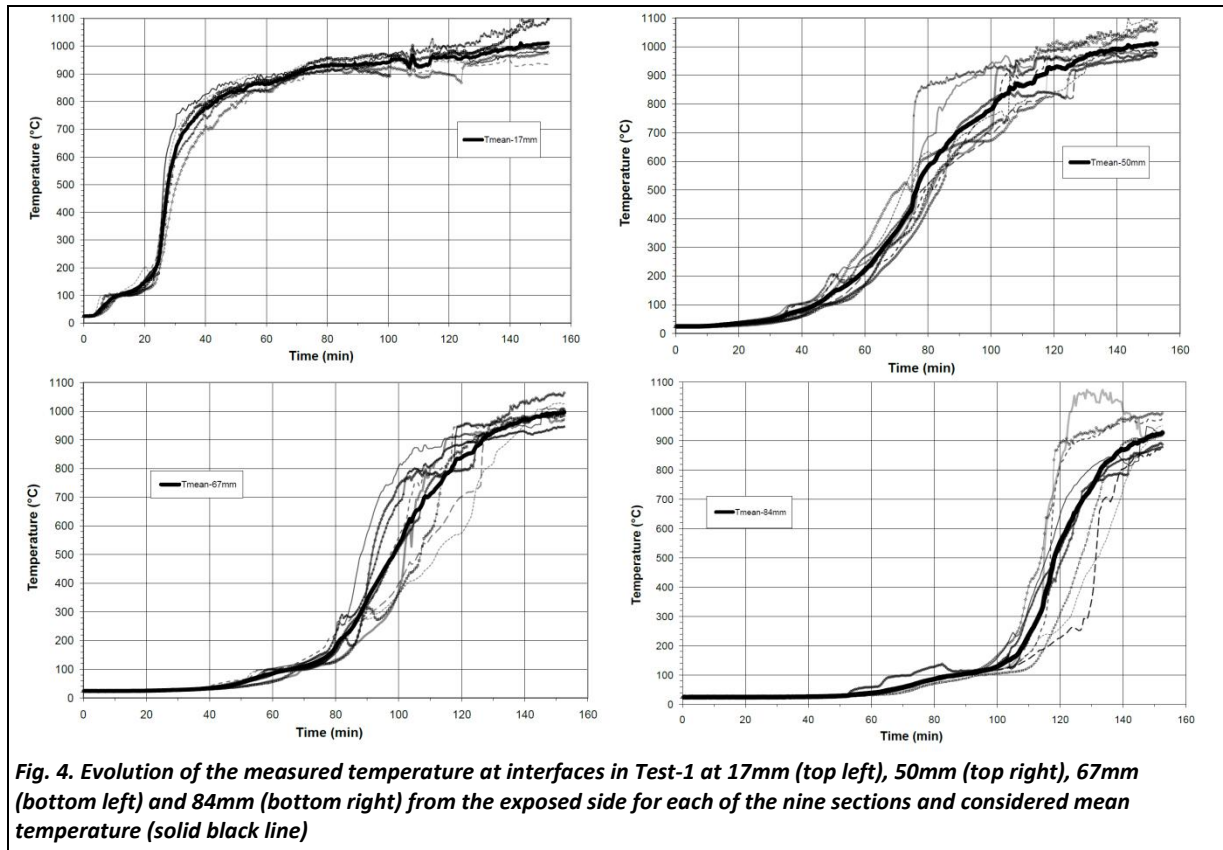 1100
1000
900
800
700
600
500
400
300
200
100
0
Temperature (°C)
Tmean-17mm
0 20 40 60 80 100 120 140 160
Time (min)
1100
1000
900
800
700
600
500
400
300
200
100
0
Temperature (°C)
Tmean-50mm
0 20 40 60 80 100 120 140 160
Time (min)
1100
1000
900
800
700
600
500
400
300
200
100
0
Temperature (°C)
Tmean-67mm
0 20 40 60 80 100 120 140 160
Time (min)
1100
1000
900
800
700
600
500
400
300
200
100
0
Temperature (°C)
Tmean-84mm
0 20 40 60 80 100 120 140 160
Time (min)
Fig. 4. Evolution of the measured temperature at interfaces in Test-1 at 17mm (top left), 50mm (top right), 67mm
(bottom left) and 84mm (bottom right) from the exposed side for each of the nine sections and considered mean
temperature (solid black line)